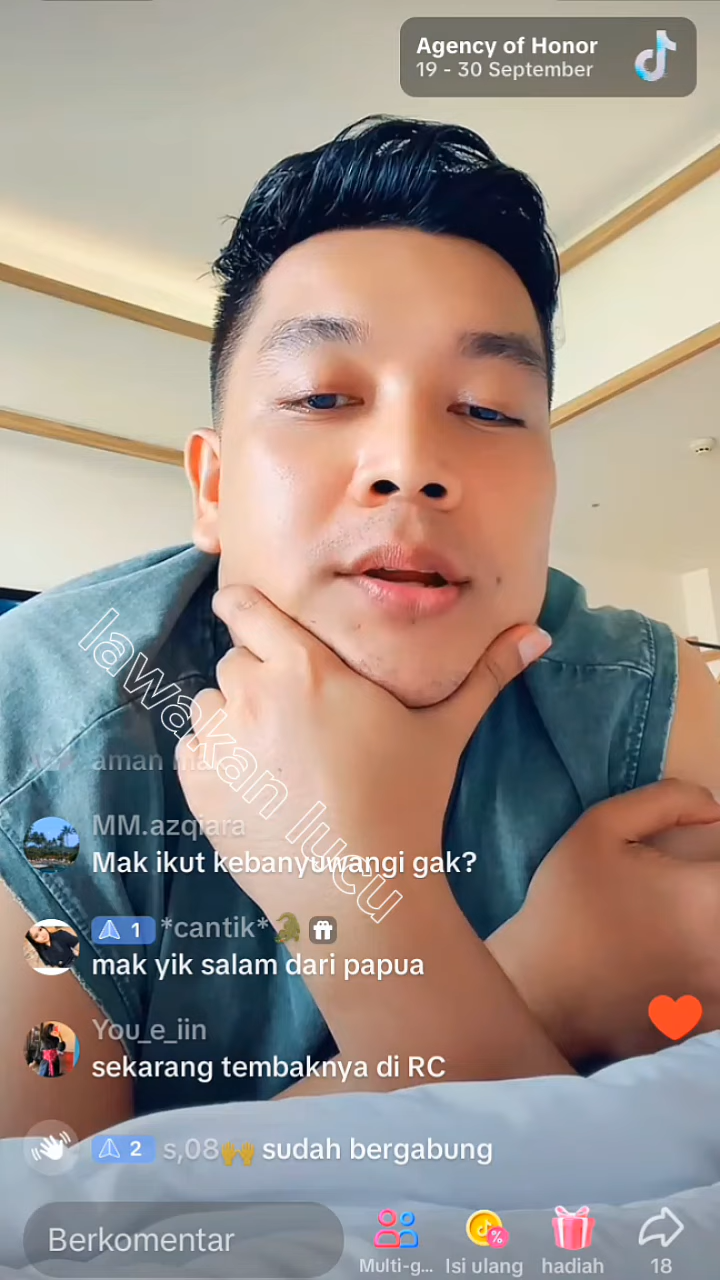 Agency of Honor
19 - 30 September
lawakan lucu
aman
MM.azqiara
Mak ikut kebanyuwangi gak?
1 *cantik*🐊
mak yik salam dari papua
You_e_iin
sekarang tembaknya di RC
2 s,08🙌 sudah bergabung
Berkomentar
Multi-g... Isi ulang hadiah 18